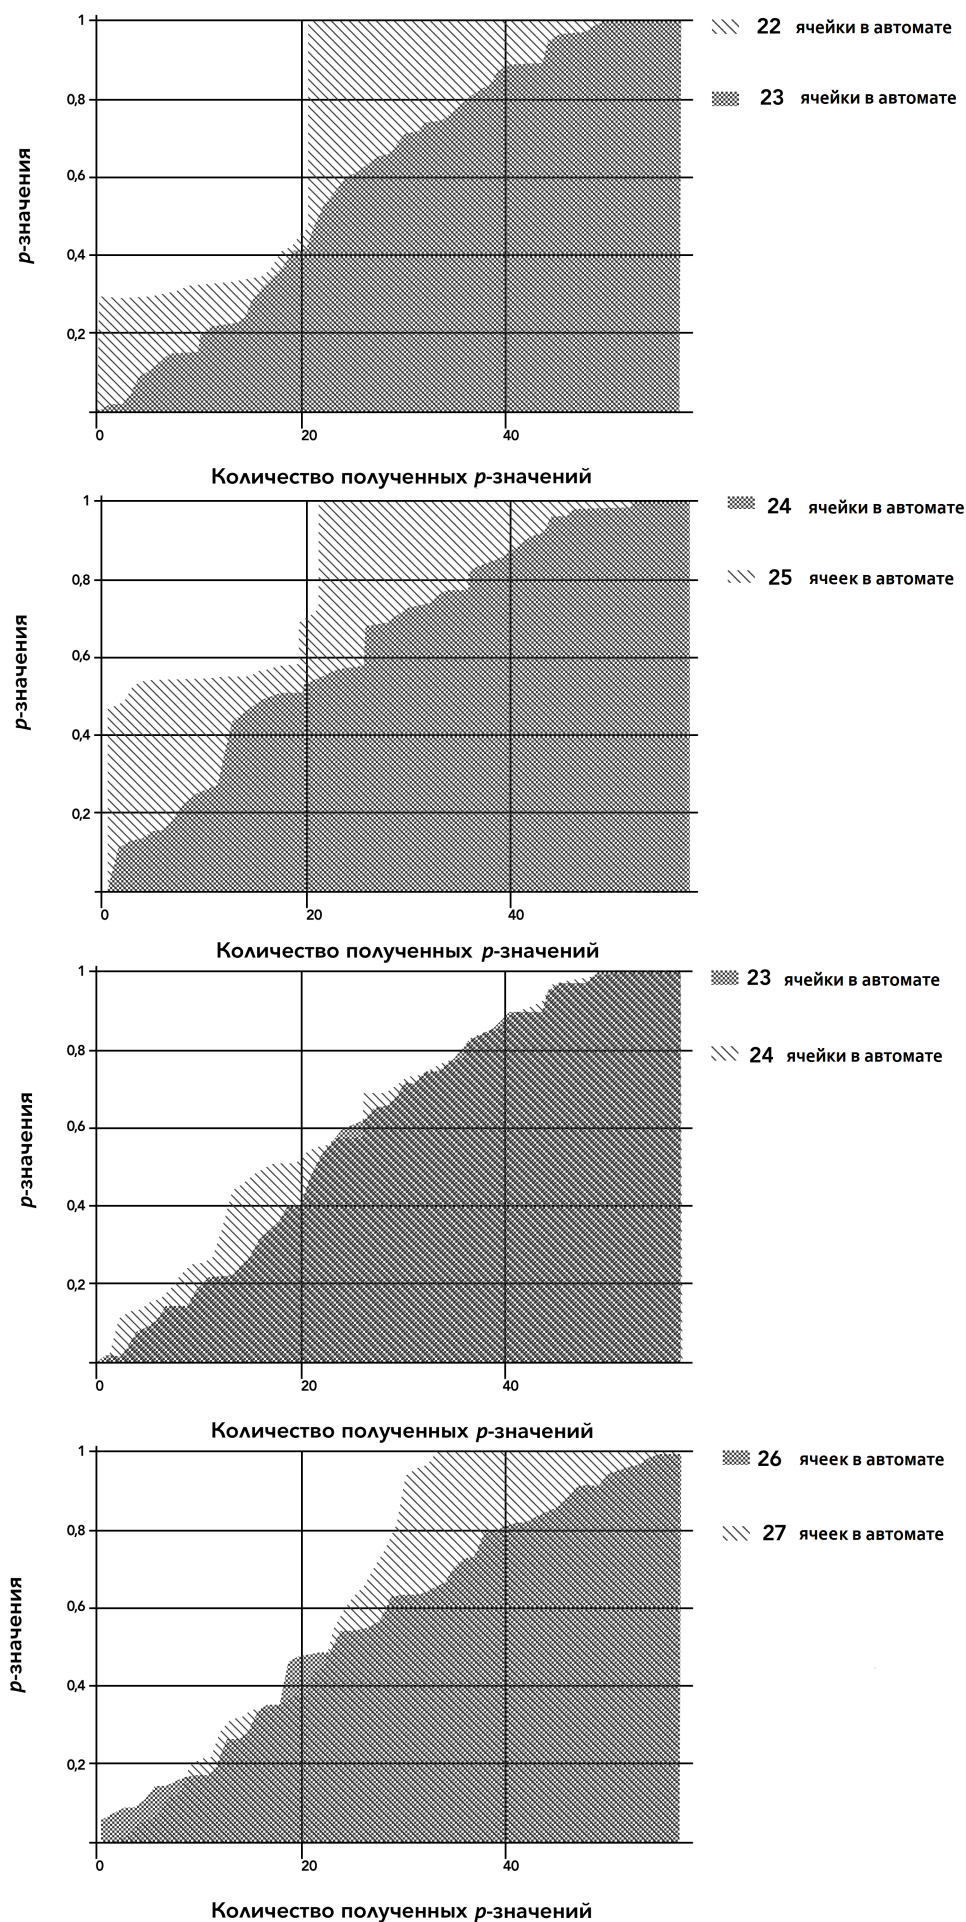 1
0,8
0,6
0,4
0,2
0
20
40
p-значения
Количество полученных p-значений
22 ячейки в автомате
23 ячейки в автомате
1
0,8
0,6
0,4
0,2
0
20
40
p-значения
Количество полученных p-значений
24 ячейки в автомате
25 ячеек в автомате
1
0,8
0,6
0,4
0,2
0
20
40
p-значения
Количество полученных p-значений
23 ячейки в автомате
24 ячейки в автомате
1
0,8
0,6
0,4
0,2
0
20
40
p-значения
Количество полученных p-значений
26 ячеек в автомате
27 ячеек в автомате